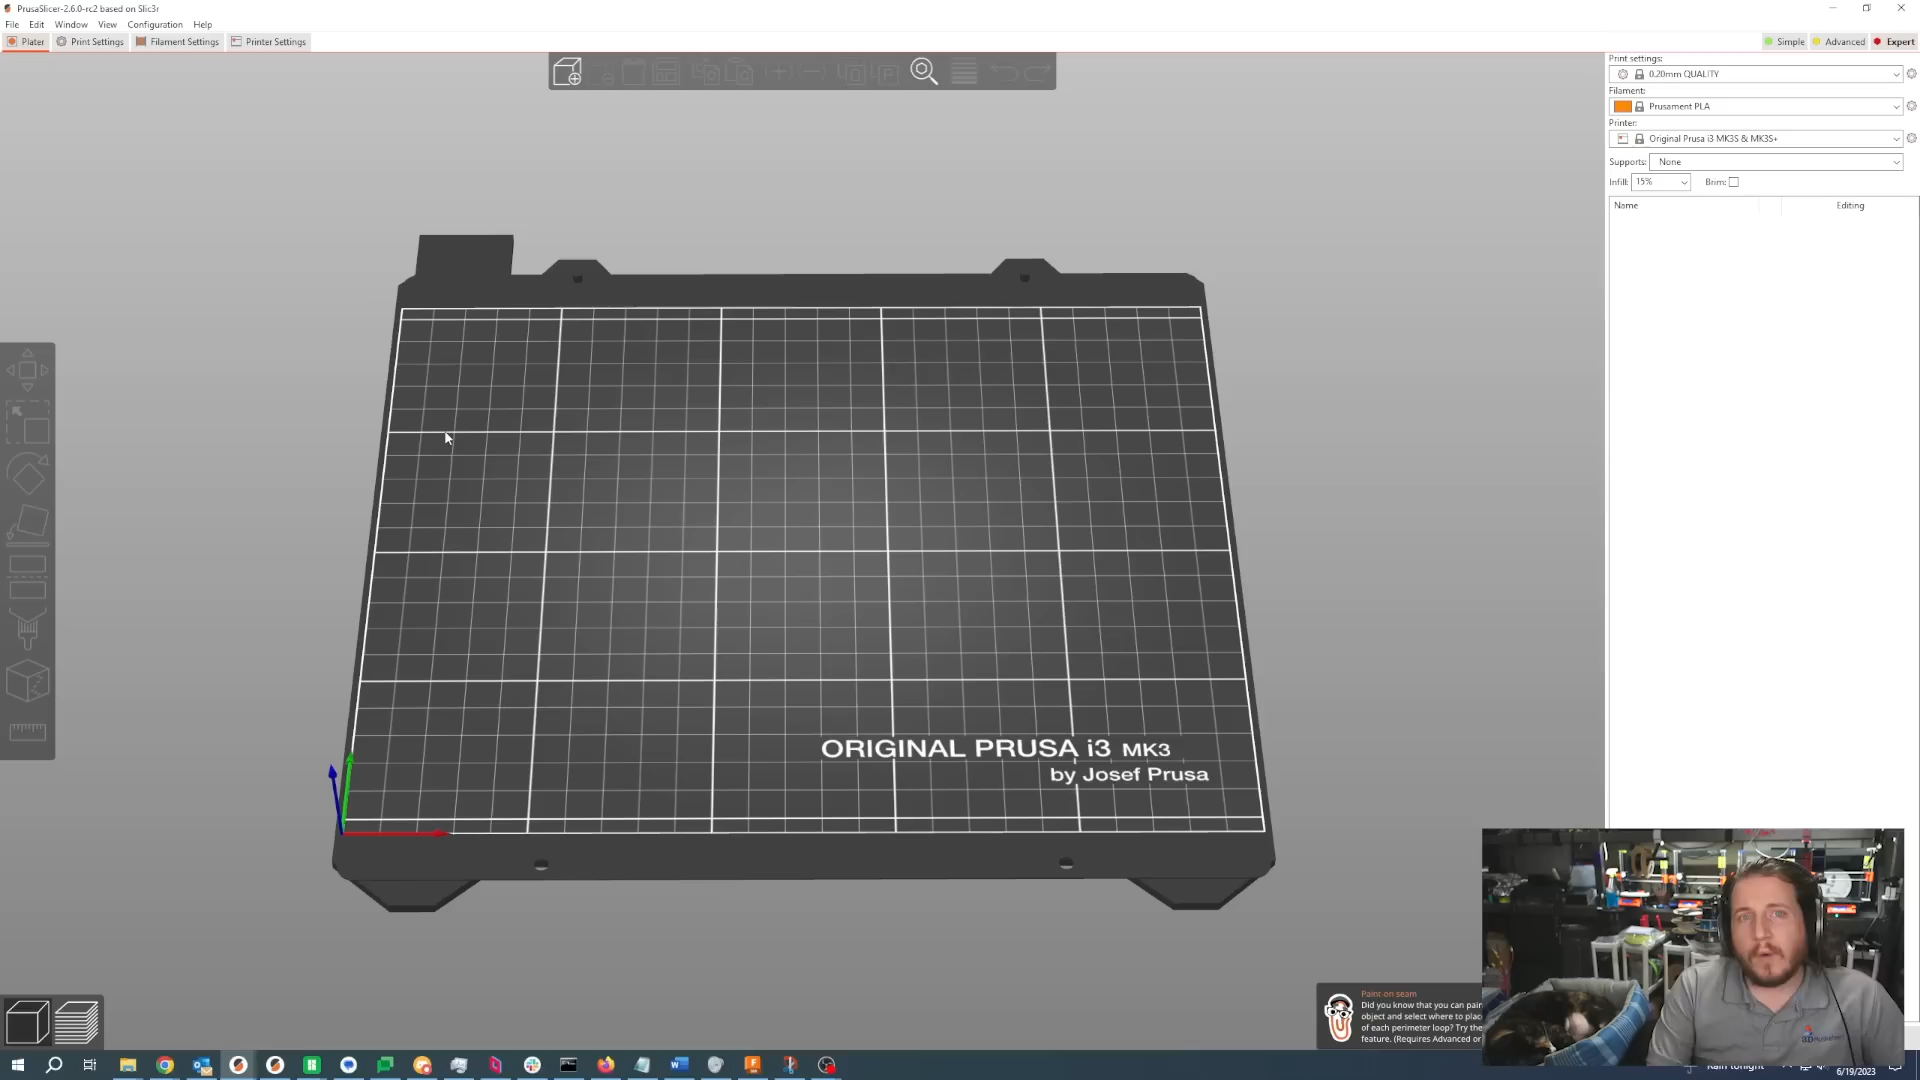 PrusaSlicer-2.6.0-rc2 based on Slic3r
File Edit Window View Configuration Help
Plater Print Settings Filament Settings Printer Settings
Simple Advanced Expert
Print settings:
0.20mm QUALITY
Filament:
Prusament PLA
Printer:
Original Prusa i3 MK3S & MK3S+
Supports: None
Infill: 15% Brim:
Name Editing
ORIGINAL PRUSA i3 MK3
by Josef Prusa
Paint-on seam
Did you know that you can pain
object and select where to plac
of each perimeter loop? Try the
feature. (Requires Advanced or
Rain tonight
6/19/2023